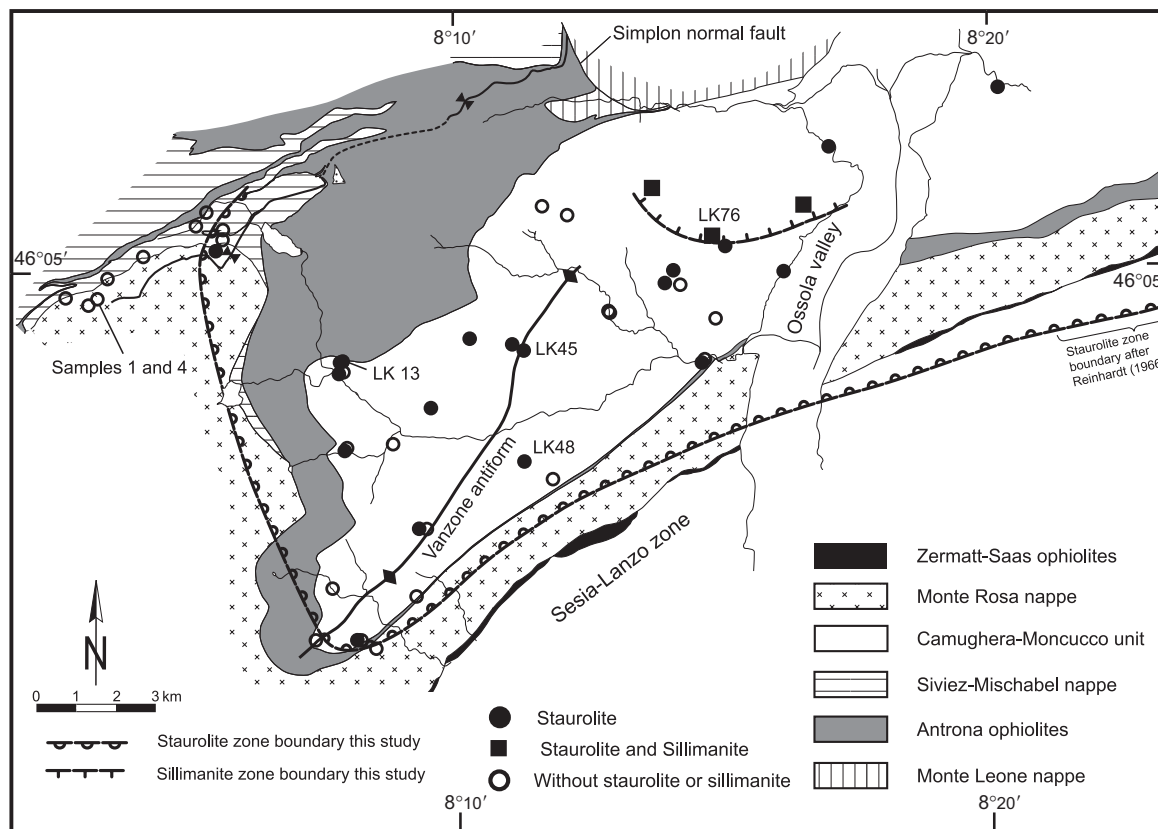 8°10′
8°20′
Simplon normal fault
LK76
46°05′
46°05′
Ossola valley
Samples 1 and 4
LK 13
LK45
Staurolite zone
boundary after
Reinhardt (1966
LK48
Vanzone antiform
Sesia-Lanzo zone
N
0 1 2 3 km
Staurolite zone boundary this study
Sillimanite zone boundary this study
Staurolite
Staurolite and Sillimanite
Without staurolite or sillimanite
Zermatt-Saas ophiolites
Monte Rosa nappe
Camughera-Moncucco unit
Siviez-Mischabel nappe
Antrona ophiolites
Monte Leone nappe
8°10′
8°20′